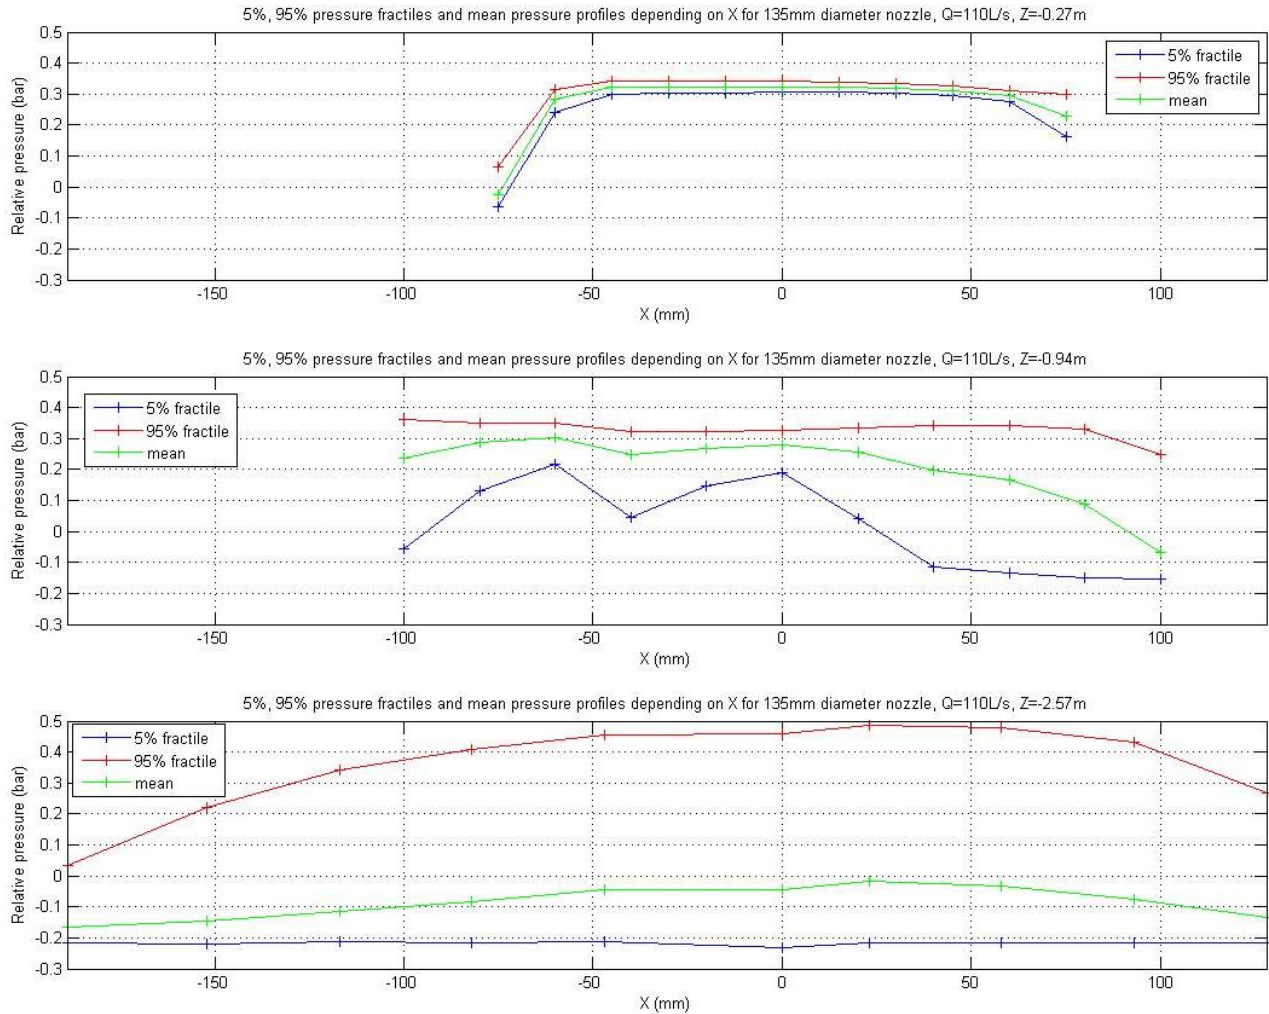 5%, 95% pressure fractiles and mean pressure profiles depending on X for 135mm diameter nozzle, Q=110L/s, Z=-0.27m
Relative pressure (bar)
0.5
0.4
0.3
0.2
0.1
0
-0.1
-0.2
-0.3
5% fractile
95% fractile
mean
-150 -100 -50 0 50 100
X (mm)
5%, 95% pressure fractiles and mean pressure profiles depending on X for 135mm diameter nozzle, Q=110L/s, Z=-0.94m
Relative pressure (bar)
0.5
0.4
0.3
0.2
0.1
0
-0.1
-0.2
-0.3
5% fractile
95% fractile
mean
-150 -100 -50 0 50 100
X (mm)
5%, 95% pressure fractiles and mean pressure profiles depending on X for 135mm diameter nozzle, Q=110L/s, Z=-2.57m
Relative pressure (bar)
0.5
0.4
0.3
0.2
0.1
0
-0.1
-0.2
-0.3
5% fractile
95% fractile
mean
-150 -100 -50 0 50 100
X (mm)